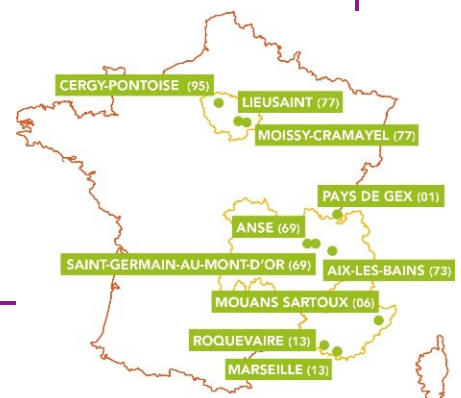 CERGY-PONTOISE (95)
LIEUSAINT (77)
MOISSY-CRAMAYEL (77)
PAYS DE GEX (01)
ANSE (69)
SAINT-GERMAIN-AU-MONT-D'OR (69)
AIX-LES-BAINS (73)
MOUANS SARTOUX (06)
ROQUEVAIRE (13)
MARSEILLE (13)